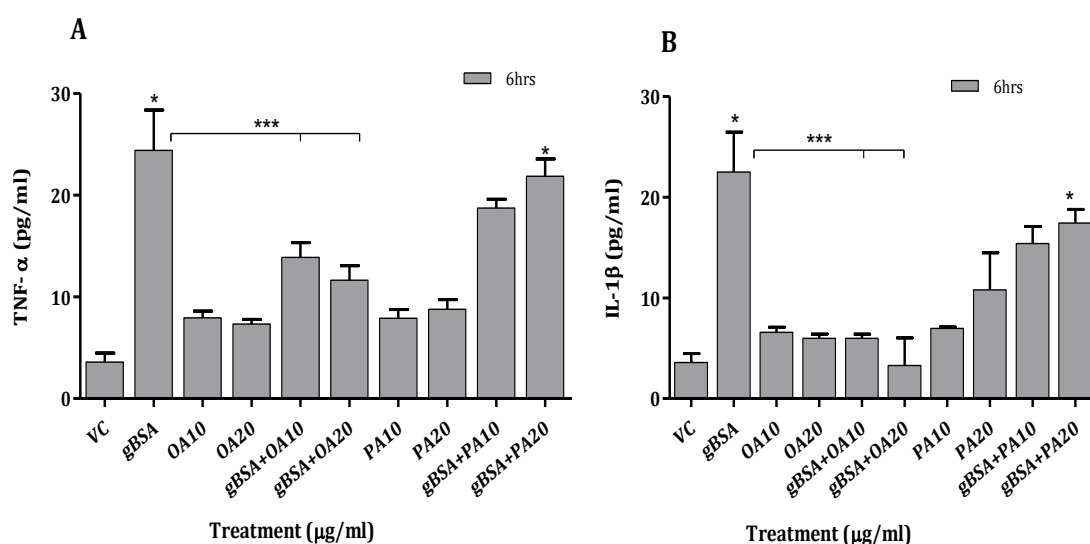 A
6hrs
TNF- α (pg/ml)
30
20
10
0
*
***
*
VC
gBSA
OA10
OA20
gBSA+OA10
gBSA+OA20
PA10
PA20
gBSA+PA10
gBSA+PA20
Treatment (μg/ml)
B
6hrs
IL-1β (pg/ml)
30
20
10
0
*
***
*
VC
gBSA
OA10
OA20
gBSA+OA10
gBSA+OA20
PA10
PA20
gBSA+PA10
gBSA+PA20
Treatment (μg/ml)